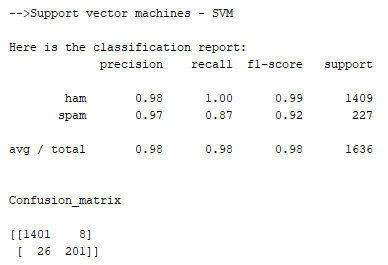 -->Support vector machines - SVM
Here is the classification report:
precision recall f1-score support
ham 0.98 1.00 0.99 1409
spam 0.97 0.87 0.92 227
avg / total 0.98 0.98 0.98 1636
Confusion_matrix
[[1401 8]
[ 26 201]]